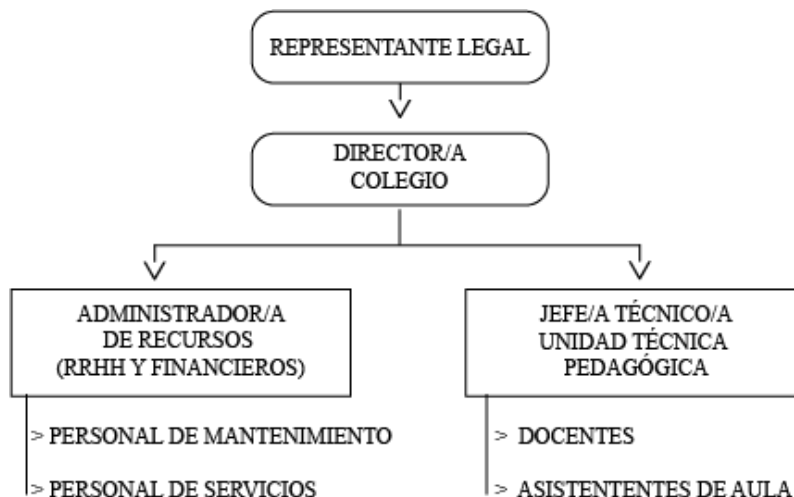 REPRESENTANTE LEGAL
DIRECTOR/A
COLEGIO
ADMINISTRADOR/A
DE RECURSOS
(RRHH Y FINANCIEROS)
> PERSONAL DE MANTENIMIENTO
> PERSONAL DE SERVICIOS
JEFE/A TÉCNICO/A
UNIDAD TÉCNICA
PEDAGÓGICA
> DOCENTES
> ASISTENTENTES DE AULA